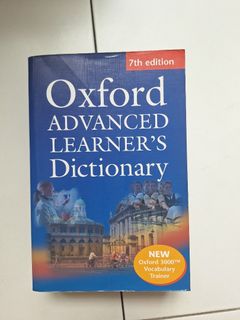 7th edition
Oxford
ADVANCED
LEARNER'S
Dictionary
NEW
Oxford 3000™
Vocabulary
Trainer